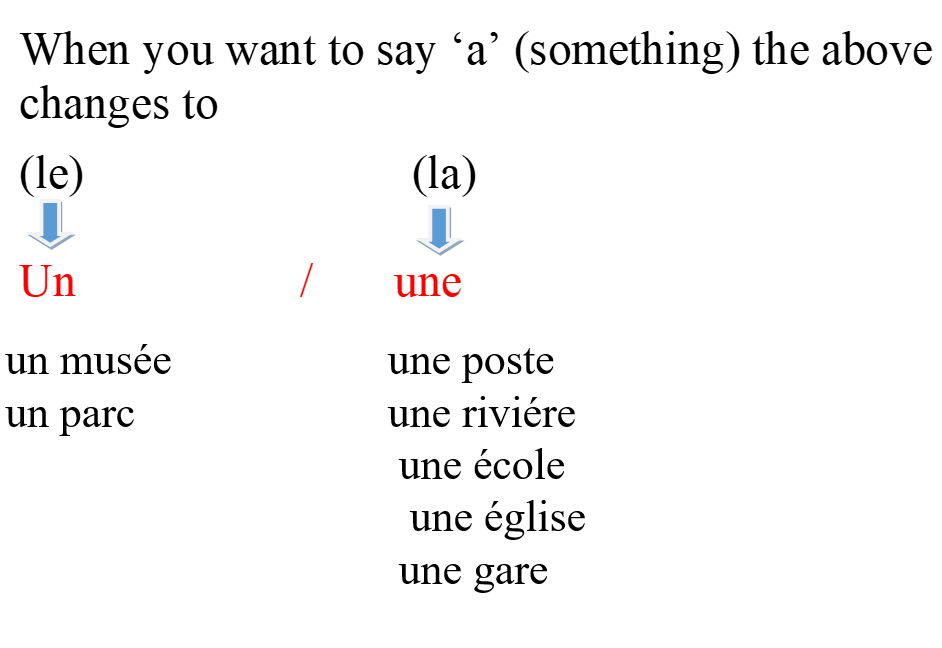 When you want to say ‘a’ (something) the above
changes to
(le) (la)
Un / une
un musée une poste
un parc une riviére
une école
une église
une gare